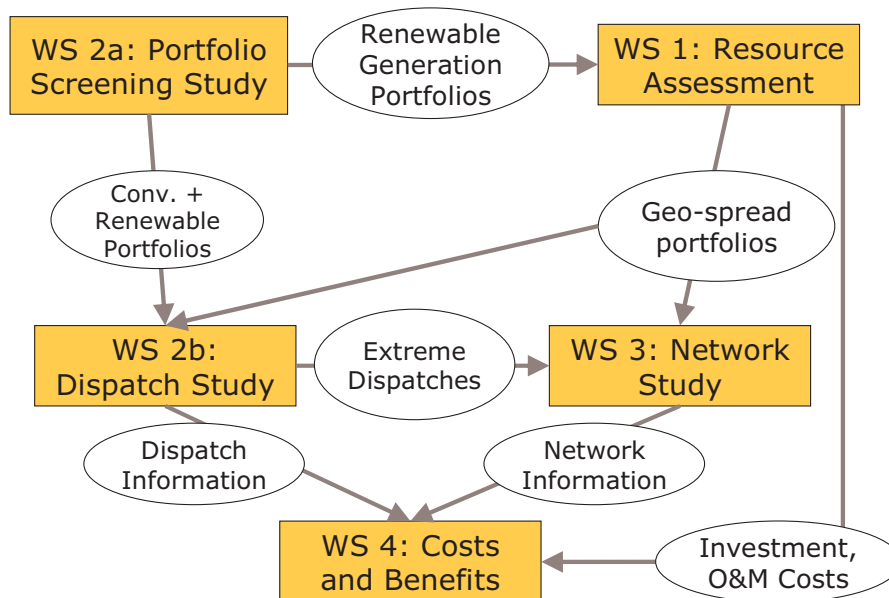 WS 2a: Portfolio
Screening Study
Renewable
Generation
Portfolios
WS 1: Resource
Assessment
Conv. +
Renewable
Portfolios
Geo-spread
portfolios
WS 2b:
Dispatch Study
Extreme
Dispatches
WS 3: Network
Study
Dispatch
Information
Network
Information
WS 4: Costs
and Benefits
Investment,
O&M Costs